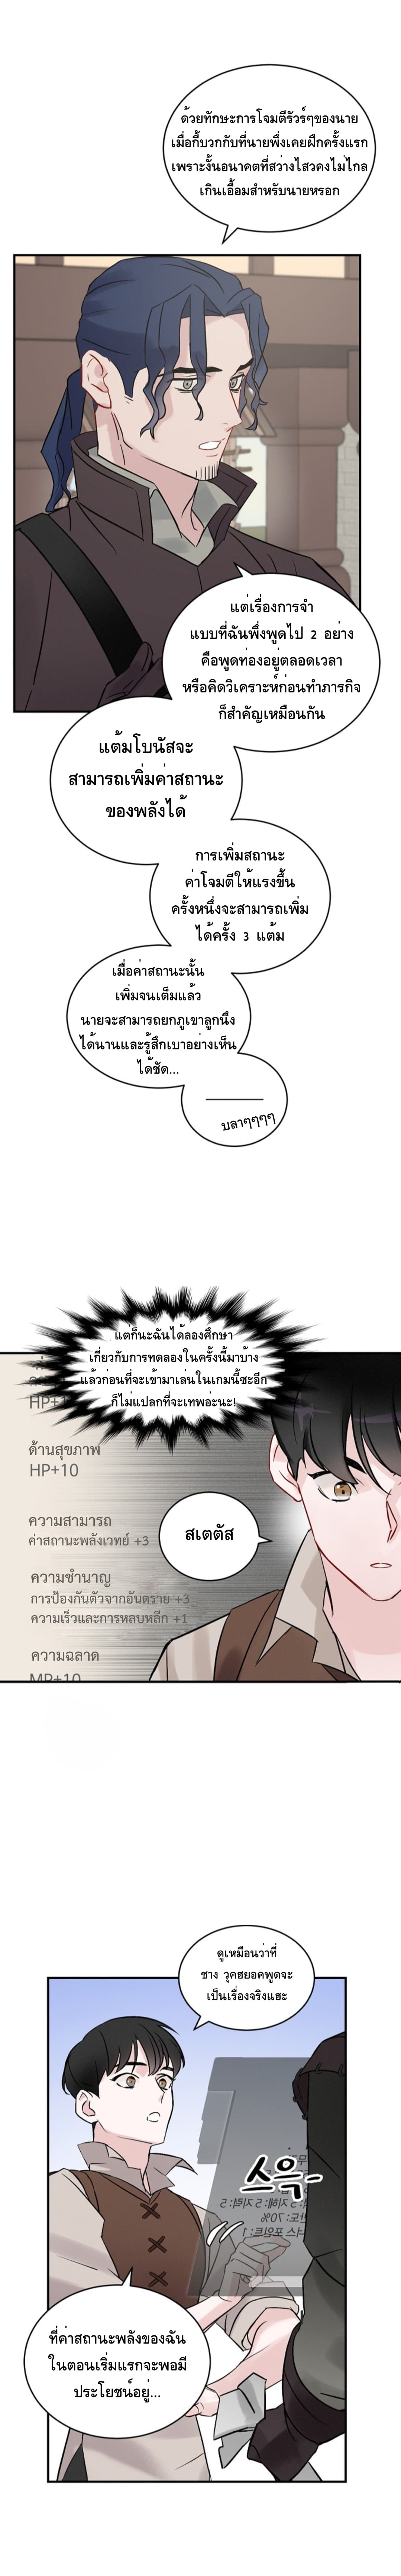 ด้วยทักษะการโจมตีรัวร์ๆของนาย
เมื่อกี้บวกกับที่นายพึ่งเคยฝึกครั้งแรก
เพราะงั้นอนาคตที่สว่างไสวคงไม่ไกล
เกินเอื้อมสำหรับนายหรอก
แต่เรื่องการจำ
แบบที่ฉันพึ่งพูดไป 2 อย่าง
คือพูดท่องอยู่ตลอดเวลา
หรือคิดวิเคราะห์ก่อนทำภารกิจ
ก็สำคัญเหมือนกัน
แต้มโบนัสจะ
สามารถเพิ่มค่าสถานะ
ของพลังได้
การเพิ่มสถานะ
ค่าโจมตีให้แรงขึ้น
ครั้งหนึ่งจะสามารถเพิ่ม
ได้ครั้ง 3 แต้ม
เมื่อค่าสถานะนั้น
เพิ่มจนเต็มแล้ว
นายจะสามารถยกภูเขาลูกนึง
ได้นานและรู้สึกเบาอย่างเห็น
ได้ชัด...
บลาๆๆๆๆ
แต่ก็นะฉันได้ลองศึกษา
เกี่ยวกับการทดลองในครั้งนี้มาบ้าง
แล้วก่อนที่จะเข้ามาเล่นในเกมนี้ซะอีก
ก็ไม่แปลกที่จะเทพอ่ะนะ!
HP+1
ด้านสุขภาพ
HP+10
สเตตัส
ความสามารถ
ค่าสถานะพลังเวทย์ +3
ความชำนาญ
การป้องกันตัวจากอันตราย +3
ความเร็วและการหลบหลีก +1
ความฉลาด
MP+10
ดูเหมือนว่าที่
ชาง วุคฮยอคพูดจะ
เป็นเรื่องจริงแฮะ
스윽-
ที่ค่าสถานะพลังของฉัน
ในตอนเริ่มแรกจะพอมี
ประโยชน์อยู่...